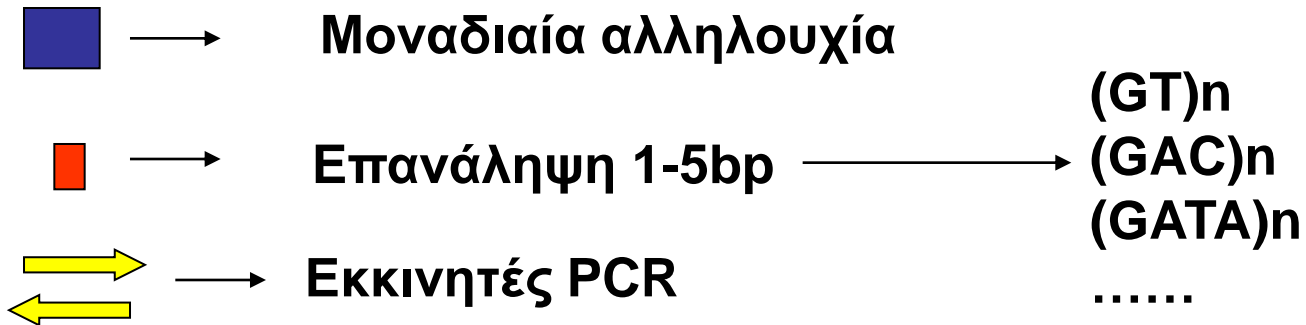 Μοναδιαία αλληλουχία
Επανάληψη 1-5bp
(GT)n
(GAC)n
(GATA)n
......
Εκκινητές PCR